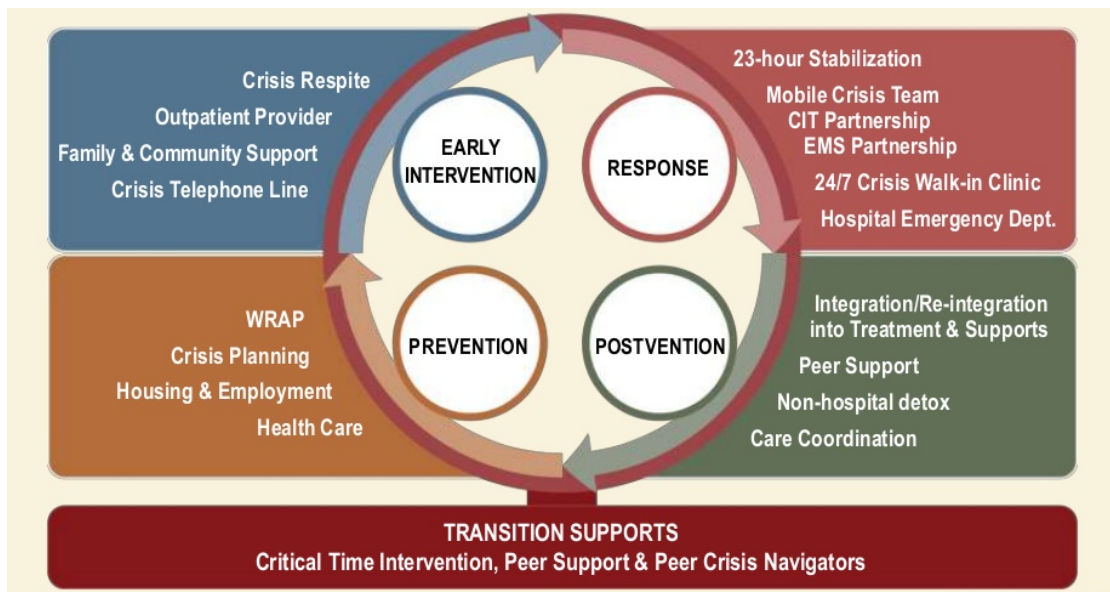 Crisis Respite
Outpatient Provider
Family & Community Support
Crisis Telephone Line
EARLY
INTERVENTION
RESPONSE
23-hour Stabilization
Mobile Crisis Team
CIT Partnership
EMS Partnership
24/7 Crisis Walk-in Clinic
Hospital Emergency Dept.
WRAP
Crisis Planning
Housing & Employment
Health Care
PREVENTION
POSTVENTION
Integration/Re-integration
into Treatment & Supports
Peer Support
Non-hospital detox
Care Coordination
TRANSITION SUPPORTS
Critical Time Intervention, Peer Support & Peer Crisis Navigators